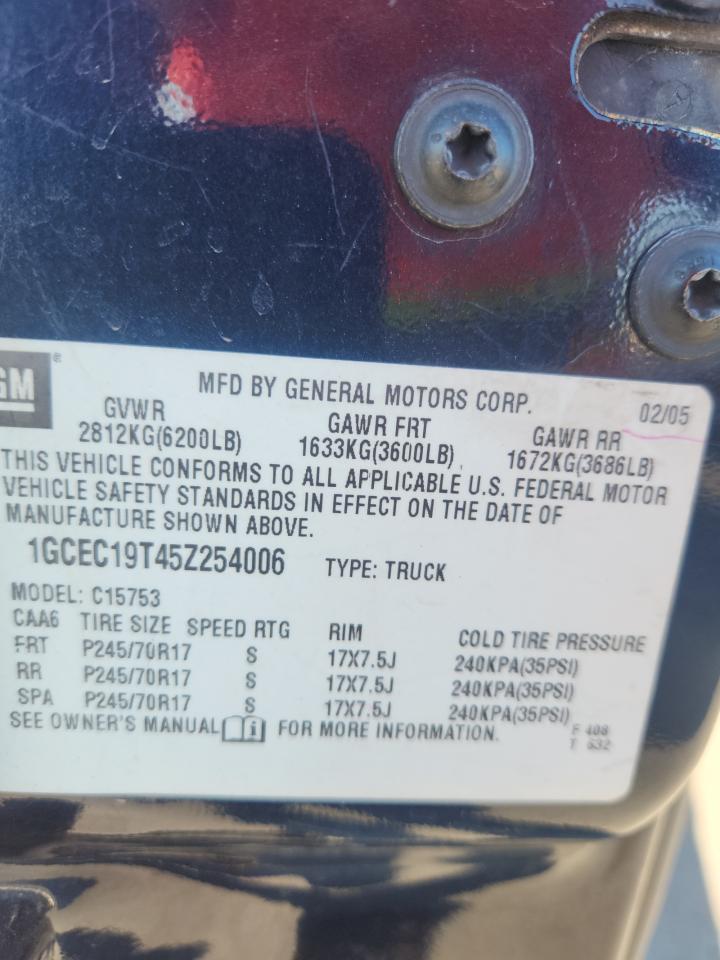 GM ®
MFD BY GENERAL MOTORS CORP. 02/05
GVWR GAWR FRT GAWR RR
2812KG(6200LB) 1633KG(3600LB) 1672KG(3686LB)
THIS VEHICLE CONFORMS TO ALL APPLICABLE U.S. FEDERAL MOTOR
VEHICLE SAFETY STANDARDS IN EFFECT ON THE DATE OF
MANUFACTURE SHOWN ABOVE.
1GCEC19T45Z254006 TYPE: TRUCK
MODEL: C15753
CAA6 TIRE SIZE SPEED RTG RIM COLD TIRE PRESSURE
FRT P245/70R17 S 17X7.5J 240KPA(35PSI)
RR P245/70R17 S 17X7.5J 240KPA(35PSI)
SPA P245/70R17 S 17X7.5J 240KPA(35PSI)
SEE OWNER'S MANUAL i FOR MORE INFORMATION.
F 408
T 532